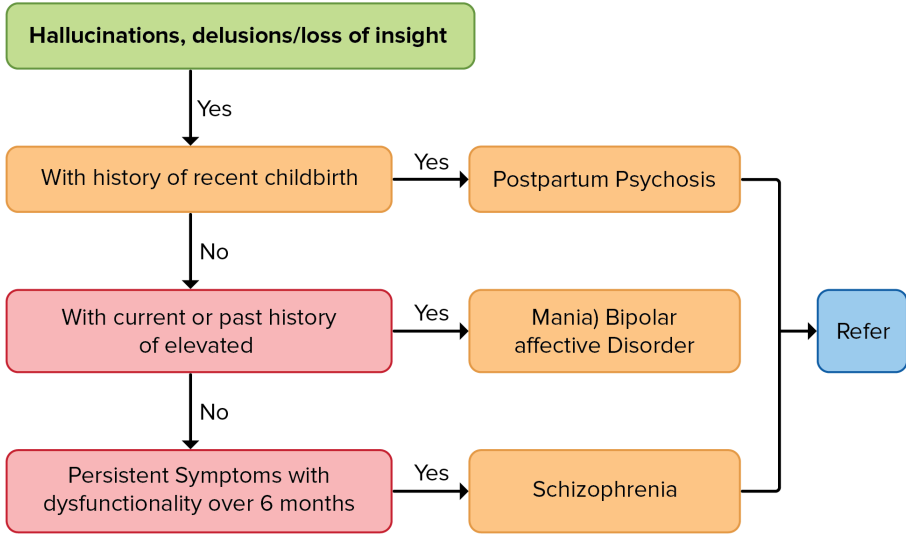 Hallucinations, delusions/loss of insight
Yes
With history of recent childbirth
Yes
Postpartum Psychosis
No
With current or past history
of elevated
Yes
Mania) Bipolar
affective Disorder
Refer
No
Persistent Symptoms with
dysfunctionality over 6 months
Yes
Schizophrenia